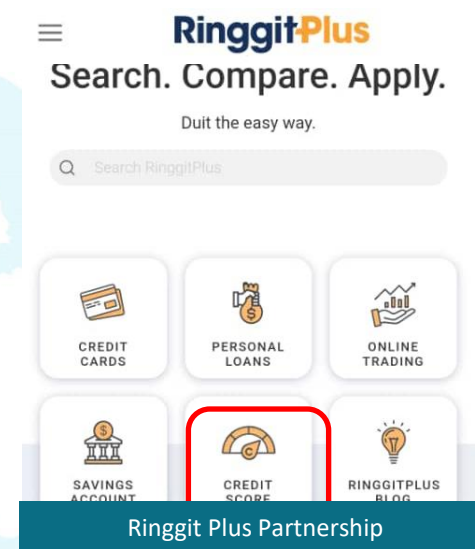 RinggitPlus
Search. Compare. Apply.
Duit the easy way.
Search RinggitPlus
CREDIT CARDS
PERSONAL LOANS
ONLINE TRADING
SAVINGS ACCOUNT
CREDIT SCORE
RINGGITPLUS BLOG
Ringgit Plus Partnership